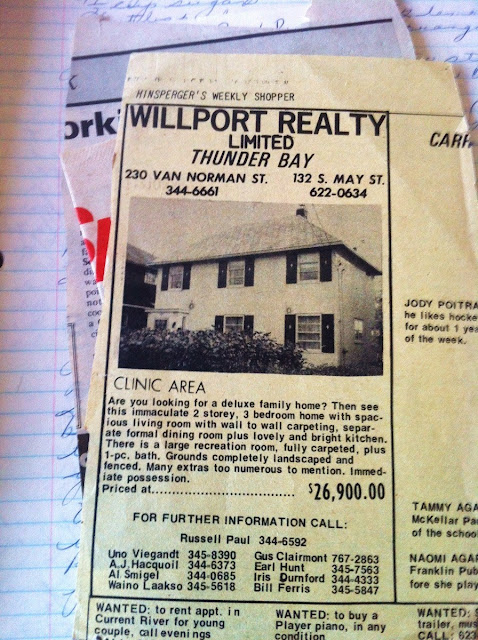 MINSPERGER'S WEEKLY SHOPPER
WILLPORT REALTY
LIMITED
THUNDER BAY
230 VAN NORMAN ST. 132 S. MAY ST.
344-6661 622-0634
CLINIC AREA
Are you looking for a deluxe family home? Then see
this immaculate 2 storey, 3 bedroom home with spac-
ious living room with wall to wall carpeting, separ-
ate formal dining room plus lovely and bright kitchen.
There is a large recreation room, fully carpeted, plus
1-pc. bath. Grounds completely landscaped and
fenced. Many extras too numerous to mention. Immed-
iate possession.
Priced at.................................... $26,900.00
FOR FURTHER INFORMATION CALL:
Russell Paul 344-6592
Uno Viegandt 345-8390 Gus Clairmont 767-2863
A.J. Hacquoil 344-6373 Earl Hunt 345-7563
Al Smigel 344-0685 Iris Durnford 344-4333
Waino Laakso 345-5618 Bill Ferris 345-5847
WANTED: to rent appt. in
Current River for young
couple, call evenings
WANTED: to buy a
Player piano, in any
condition
CARR
JODY POITRA
he likes hocke
for about 1 yea
of the week.
TAMMY AGA
McKellar Pa
of the schoo
NAOMI AGAR
Franklin Pub
fore she play
WANTED: S
trailer, mus
CALL: 623
ork'